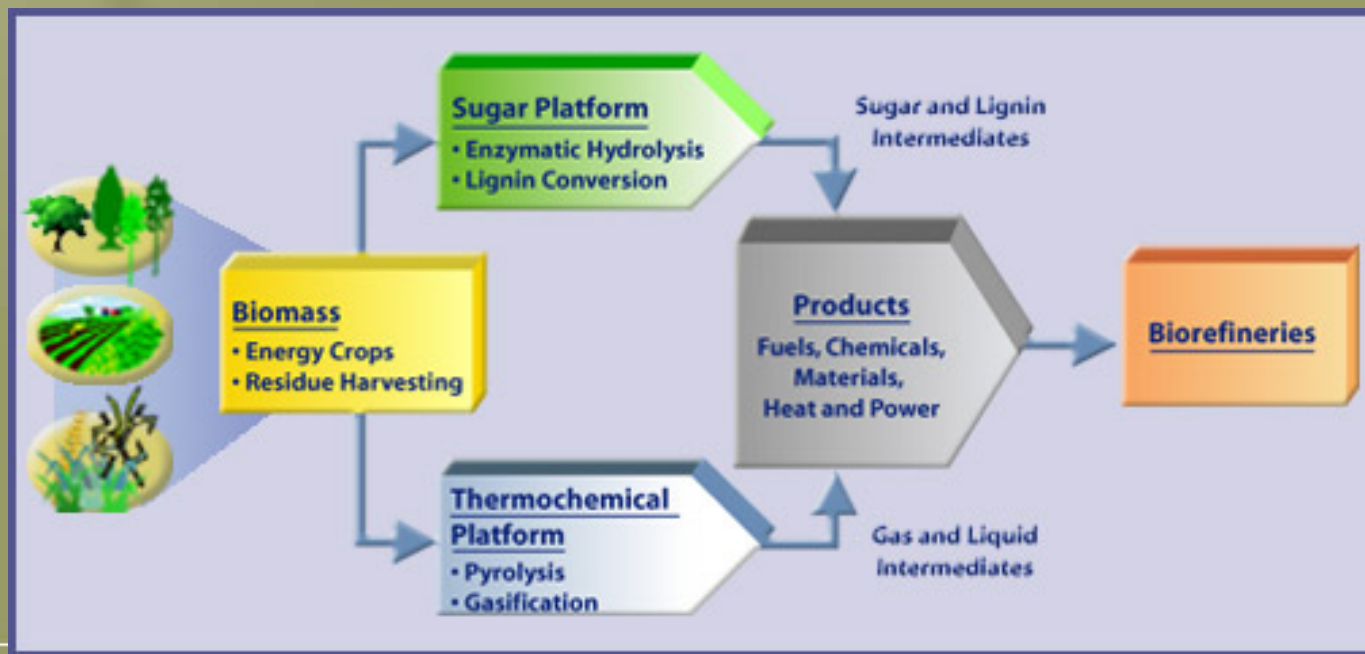 Sugar Platform
• Enzymatic Hydrolysis
• Lignin Conversion
Sugar and Lignin
Intermediates
Biomass
• Energy Crops
• Residue Harvesting
Products
Fuels, Chemicals,
Materials,
Heat and Power
Biorefineries
Thermochemical
Platform
• Pyrolysis
• Gasification
Gas and Liquid
Intermediates